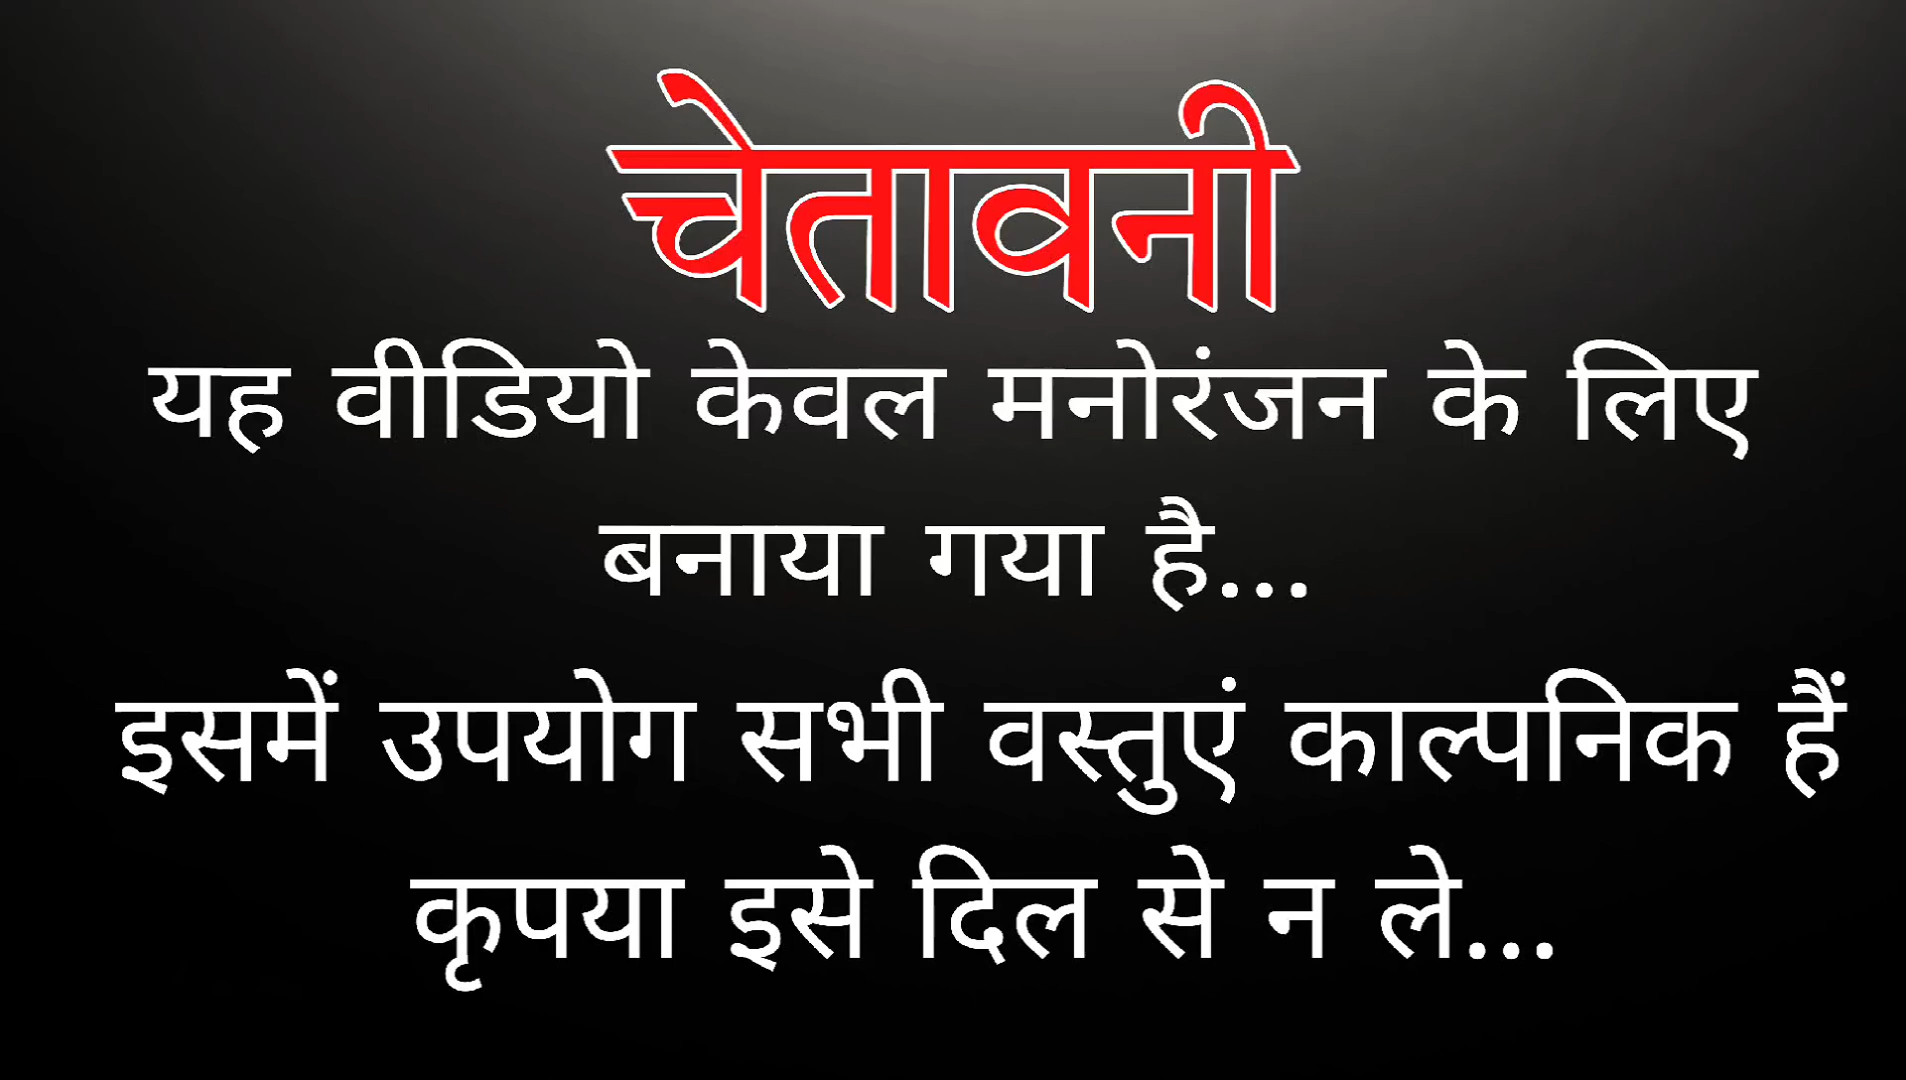 चेतावनी
यह वीडियो केवल मनोरंजन के लिए
बनाया गया है...
इसमें उपयोग सभी वस्तुएं काल्पनिक हैं
कृपया इसे दिल से न ले...